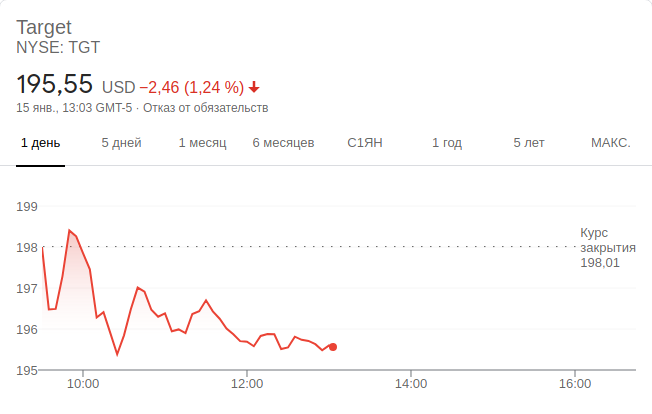 Target
NYSE: TGT
195,55 USD −2,46 (1,24 %)
15 янв., 13:03 GMT-5 · Отказ от обязательств
1 день 5 дней 1 месяц 6 месяцев С1ЯН 1 год 5 лет МАКС.
199
198
197
196
195
Курс
закрытия
198,01
10:00 12:00 14:00 16:00